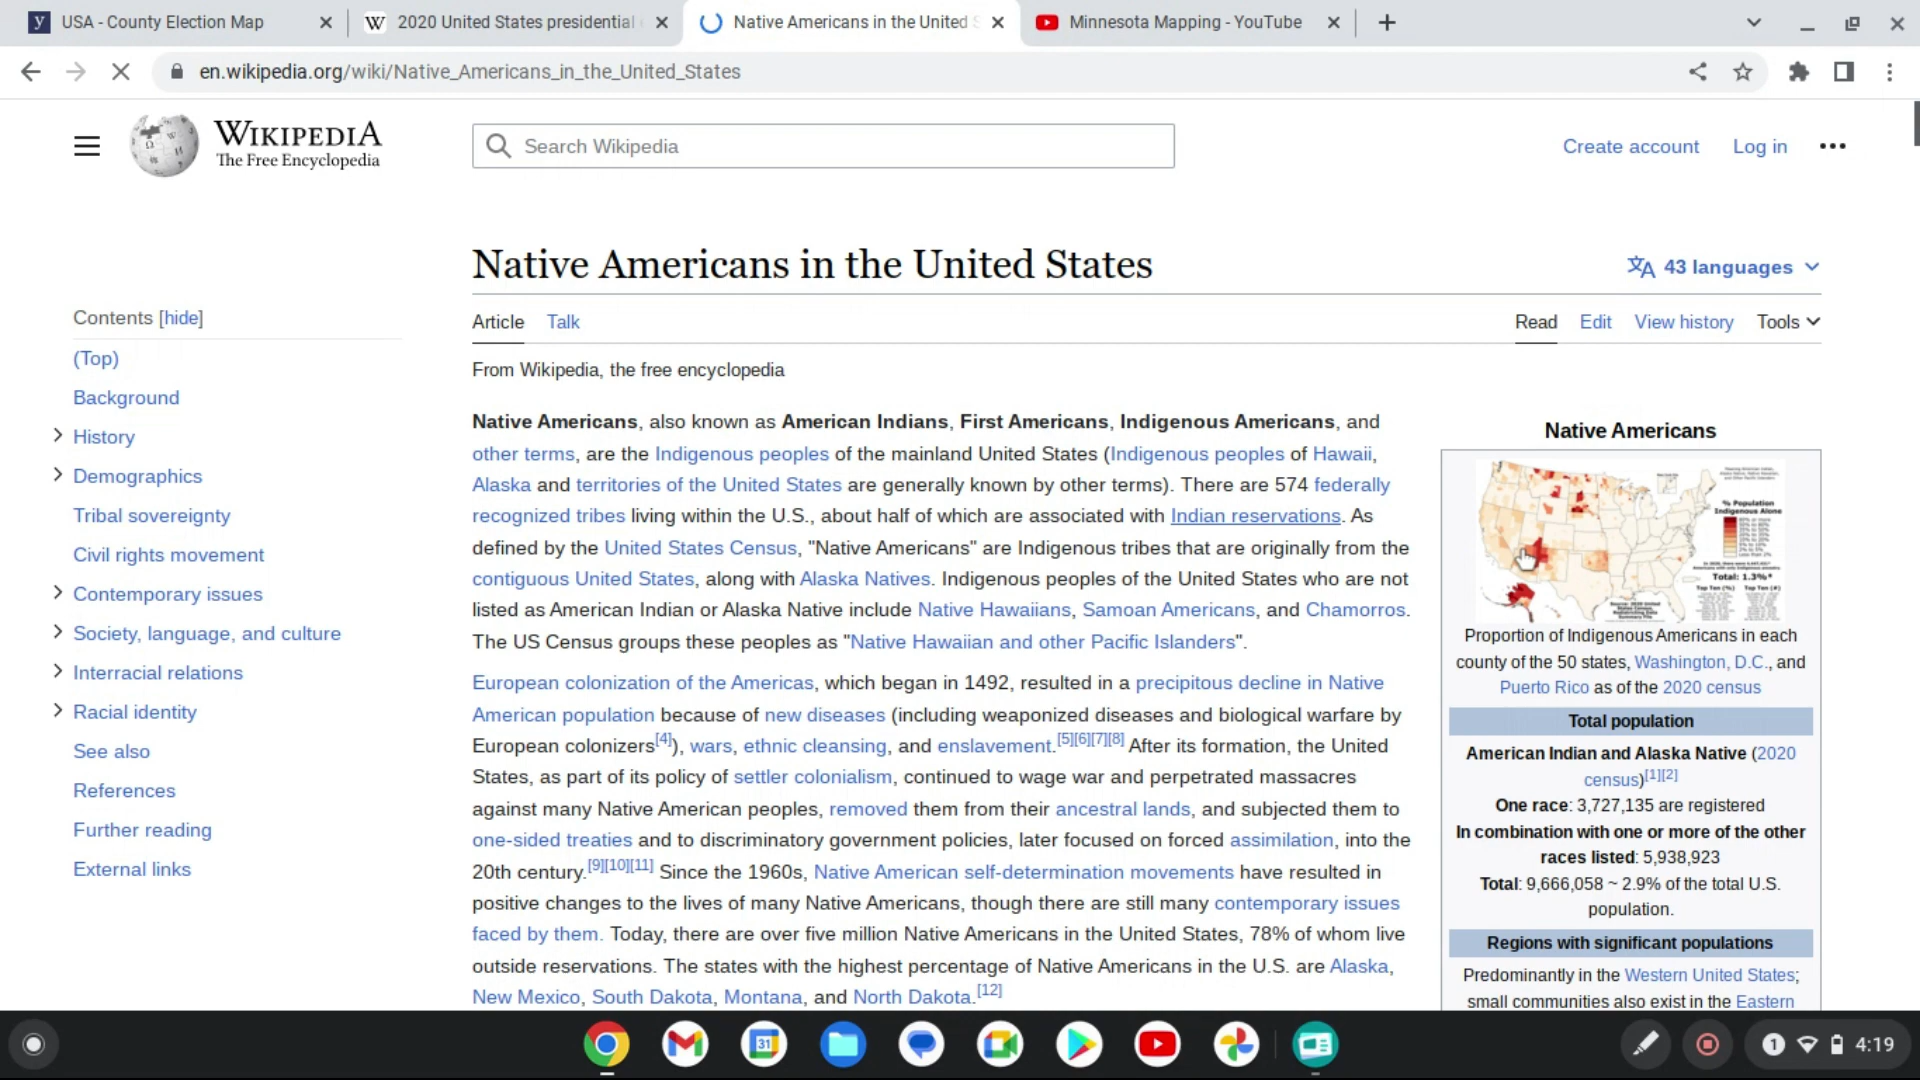 USA - County Election Map
2020 United States presidential
Native Americans in the United S
Minnesota Mapping - YouTube
en.wikipedia.org/wiki/Native_Americans_in_the_United_States
WIKIPEDIA
The Free Encyclopedia
Search Wikipedia
Create account
Log in
Native Americans in the United States
43 languages
Contents [hide]
(Top)
Background
History
Demographics
Tribal sovereignty
Civil rights movement
Contemporary issues
Society, language, and culture
Interracial relations
Racial identity
See also
References
Further reading
External links
Article Talk
Read Edit View history Tools
From Wikipedia, the free encyclopedia
Native Americans, also known as American Indians, First Americans, Indigenous Americans, and
other terms, are the Indigenous peoples of the mainland United States (Indigenous peoples of Hawaii,
Alaska and territories of the United States are generally known by other terms). There are 574 federally
recognized tribes living within the U.S., about half of which are associated with Indian reservations. As
defined by the United States Census, "Native Americans" are Indigenous tribes that are originally from the
contiguous United States, along with Alaska Natives. Indigenous peoples of the United States who are not
listed as American Indian or Alaska Native include Native Hawaiians, Samoan Americans, and Chamorros.
The US Census groups these peoples as "Native Hawaiian and other Pacific Islanders".
European colonization of the Americas, which began in 1492, resulted in a precipitous decline in Native
American population because of new diseases (including weaponized diseases and biological warfare by
European colonizers[4]), wars, ethnic cleansing, and enslavement.[5][6][7][8] After its formation, the United
States, as part of its policy of settler colonialism, continued to wage war and perpetrated massacres
against many Native American peoples, removed them from their ancestral lands, and subjected them to
one-sided treaties and to discriminatory government policies, later focused on forced assimilation, into the
20th century.[9][10][11] Since the 1960s, Native American self-determination movements have resulted in
positive changes to the lives of many Native Americans, though there are still many contemporary issues
faced by them. Today, there are over five million Native Americans in the United States, 78% of whom live
outside reservations. The states with the highest percentage of Native Americans in the U.S. are Alaska,
New Mexico, South Dakota, Montana, and North Dakota.[12]
Native Americans
% Population
Indigenous Alone
Total: 1.3%*
Top Ten (%) Top Ten (#)
Proportion of Indigenous Americans in each
county of the 50 states, Washington, D.C., and
Puerto Rico as of the 2020 census
Total population
American Indian and Alaska Native (2020
census)[1][2]
One race: 3,727,135 are registered
In combination with one or more of the other
races listed: 5,938,923
Total: 9,666,058 ~ 2.9% of the total U.S.
population.
Regions with significant populations
Predominantly in the Western United States;
small communities also exist in the Eastern
31
1
4:19